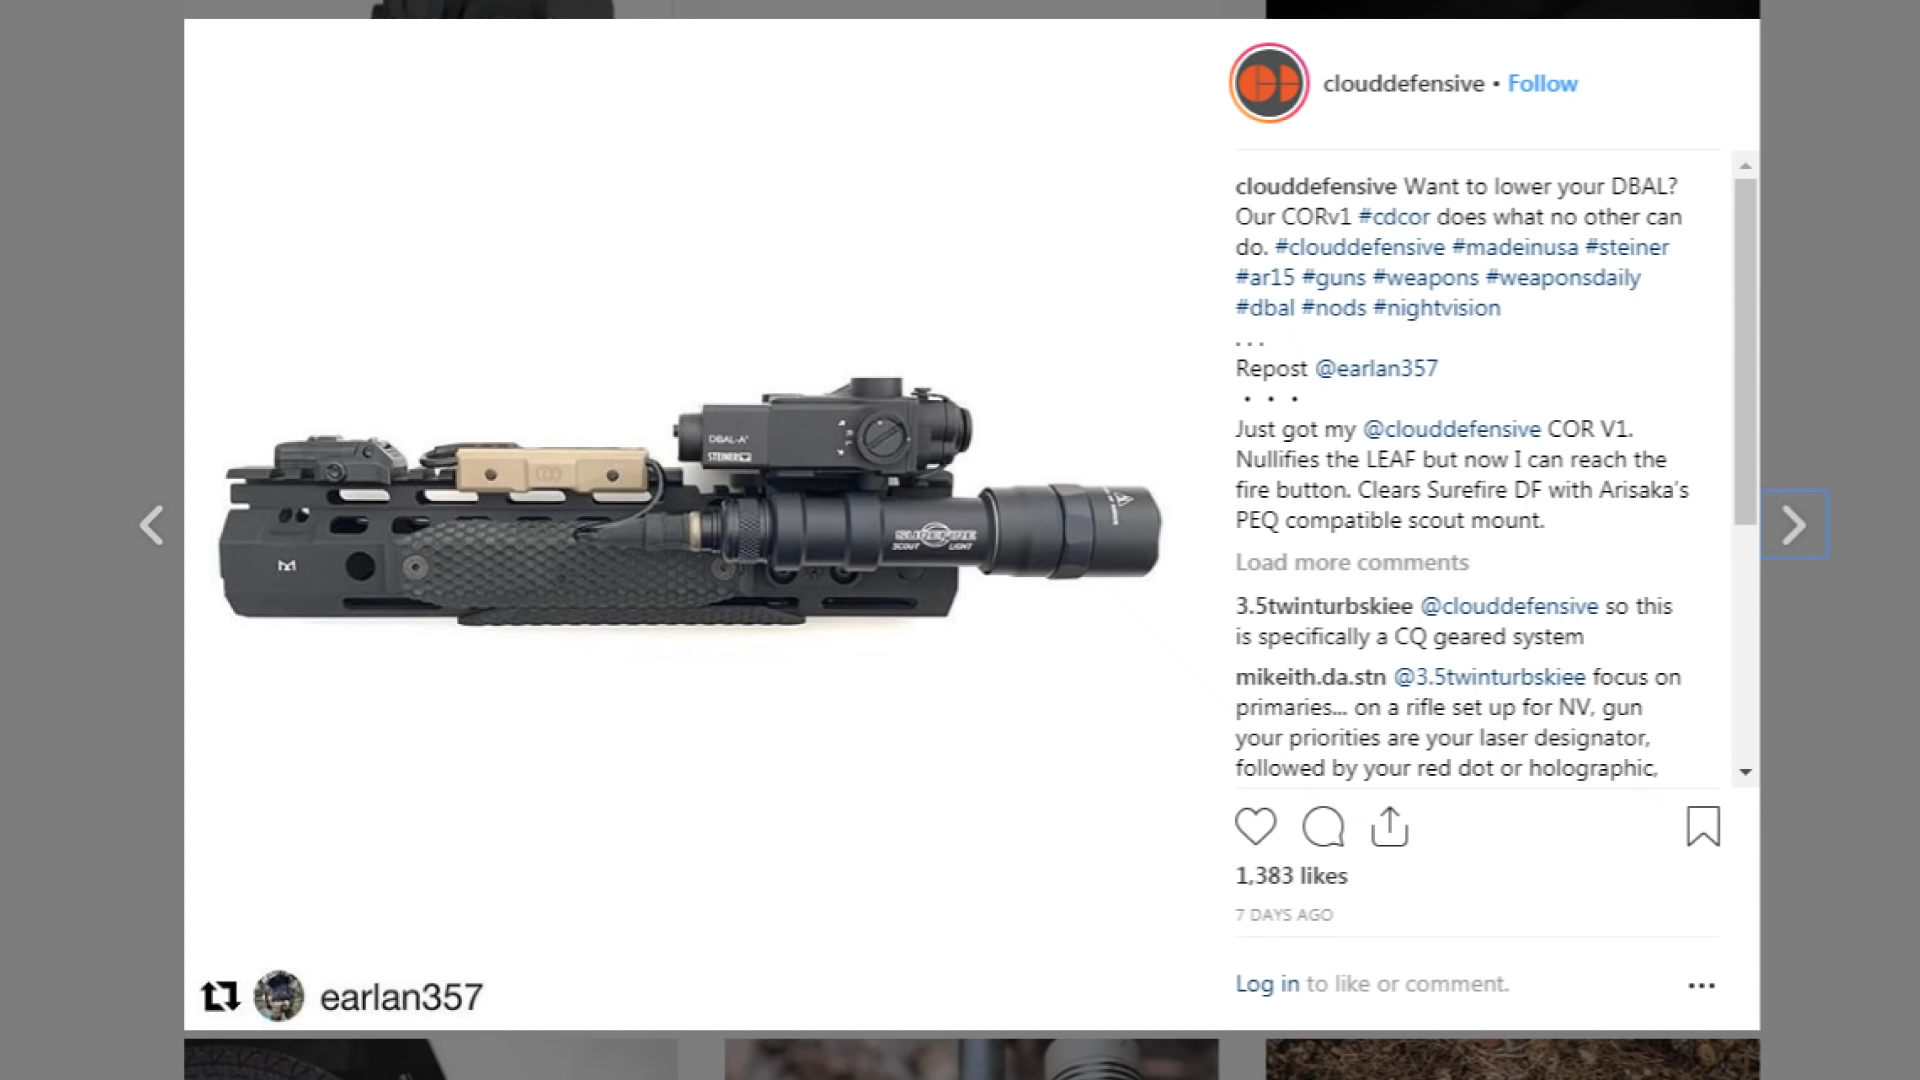 clouddefensive • Follow
clouddefensive Want to lower your DBAL?
Our CORv1 #cdcor does what no other can
do. #clouddefensive #madeinusa #steiner
#ar15 #guns #weapons #weaponsdaily
#dbal #nods #nightvision
. . .
Repost @earlan357
• • •
Just got my @clouddefensive COR V1.
Nullifies the LEAF but now I can reach the
fire button. Clears Surefire DF with Arisaka's
PEQ compatible scout mount.
Load more comments
3.5twinturbskiee @clouddefensive so this
is specifically a CQ geared system
mikeith.da.stn @3.5twinturbskiee focus on
primaries... on a rifle set up for NV, gun
your priorities are your laser designator,
followed by your red dot or holographic,
1,383 likes
7 DAYS AGO
Log in to like or comment.
DBAL-A
STEINER
SUREFIRE
SCOUT LIGHT
M
earlan357